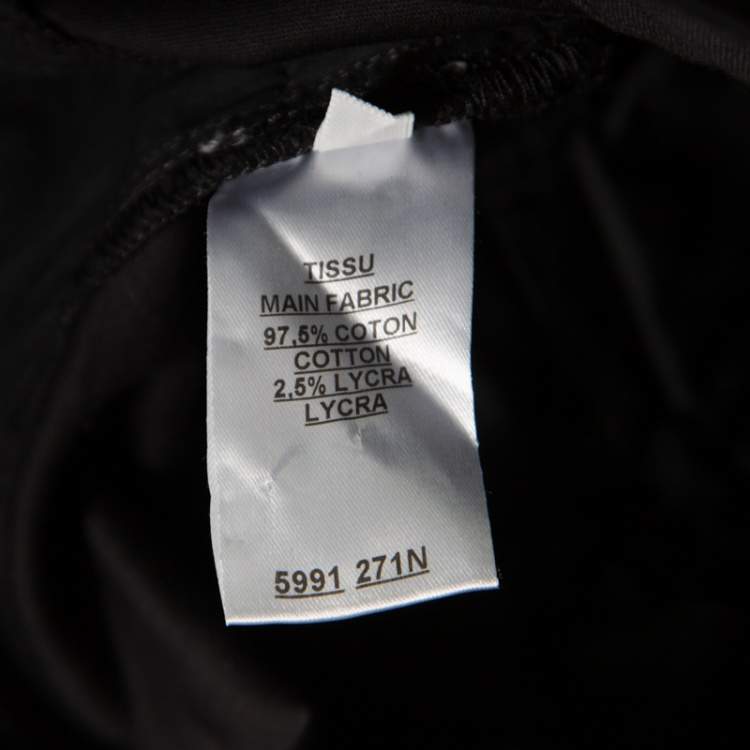 TISSU
MAIN FABRIC
97,5% COTON
COTTON
2,5% LYCRA
LYCRA
5991 271N